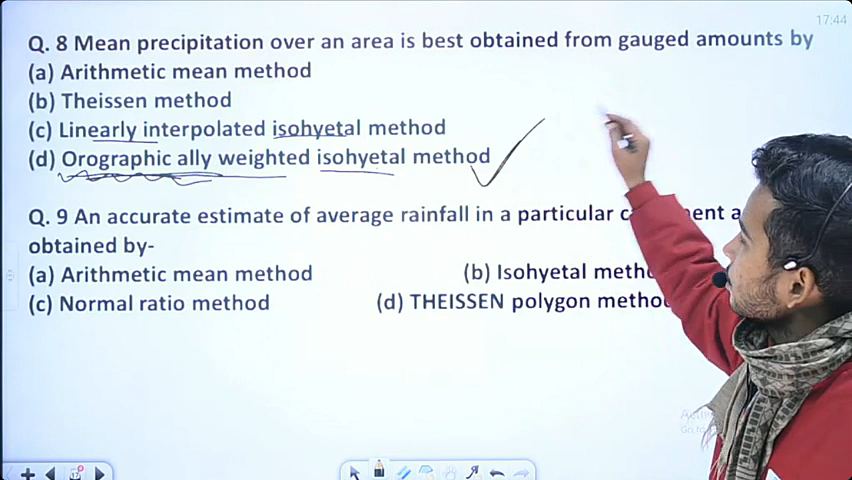 17:44
Q. 8 Mean precipitation over an area is best obtained from gauged amounts by
(a) Arithmetic mean method
(b) Theissen method
(c) Linearly interpolated isohyetal method
(d) Orographic ally weighted isohyetal method
Q. 9 An accurate estimate of average rainfall in a particular
obtained by-
(a) Arithmetic mean method (b) Isohyetal
(c) Normal ratio method (d) THEISSEN polygon
Go to